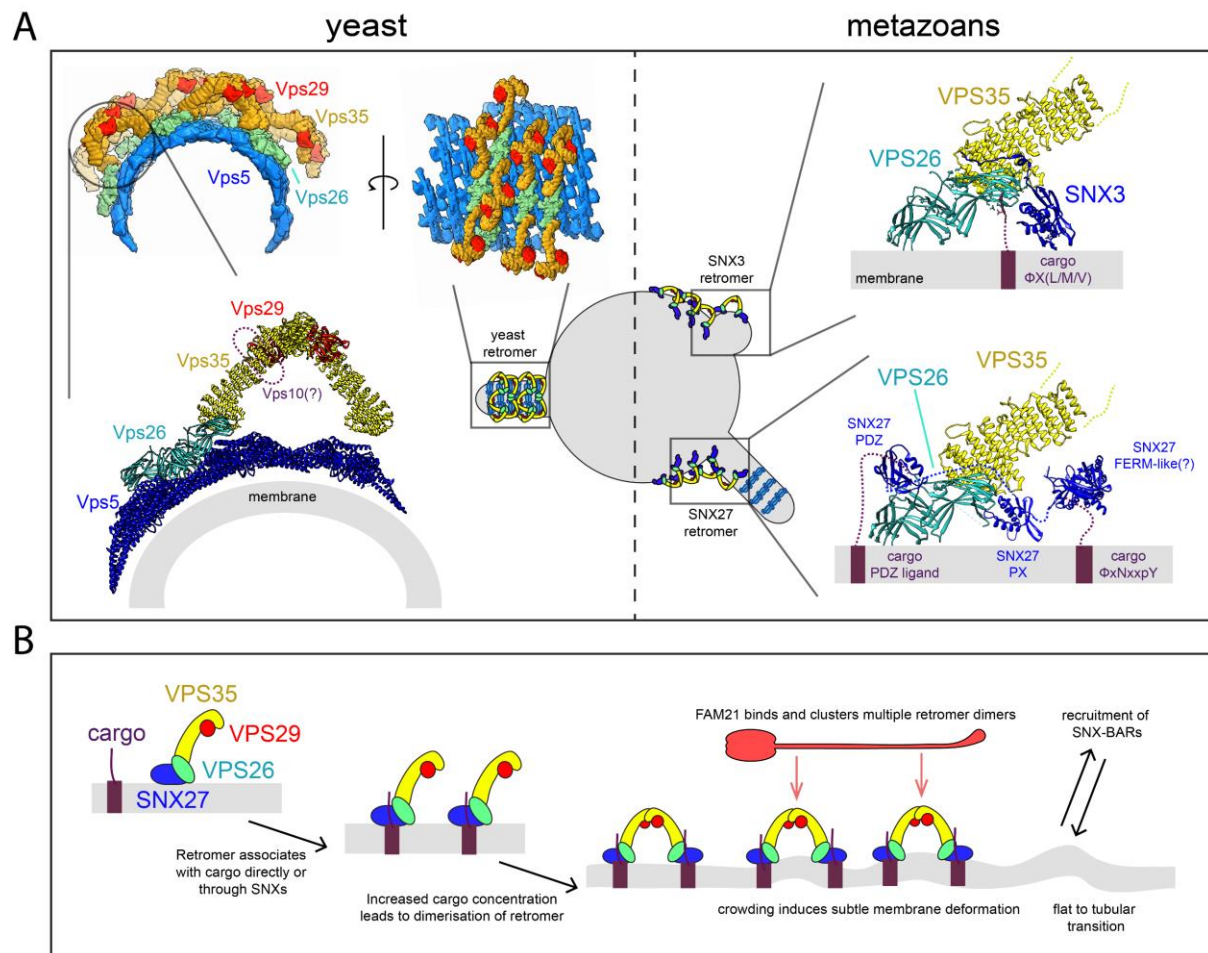 A
yeast
metazoans
Vps29
Vps35
Vps5
Vps26
Vps29
Vps35
Vps10(?)
Vps26
Vps5
membrane
yeast
retromer
SNX3
retromer
SNX27
retromer
VPS35
VPS26
SNX3
membrane
cargo
ΦX(L/M/V)
VPS35
VPS26
SNX27
PDZ
SNX27
FERM-like(?)
cargo
PDZ ligand
SNX27
PX
cargo
ΦxNxxpY
B
VPS35
cargo
VPS29
VPS26
SNX27
Retromer associates
with cargo directly or
through SNXs
Increased cargo concentration
leads to dimerisation of retromer
FAM21 binds and clusters multiple retromer dimers
crowding induces subtle membrane deformation
recruitment of
SNX-BARs
flat to tubular
transition